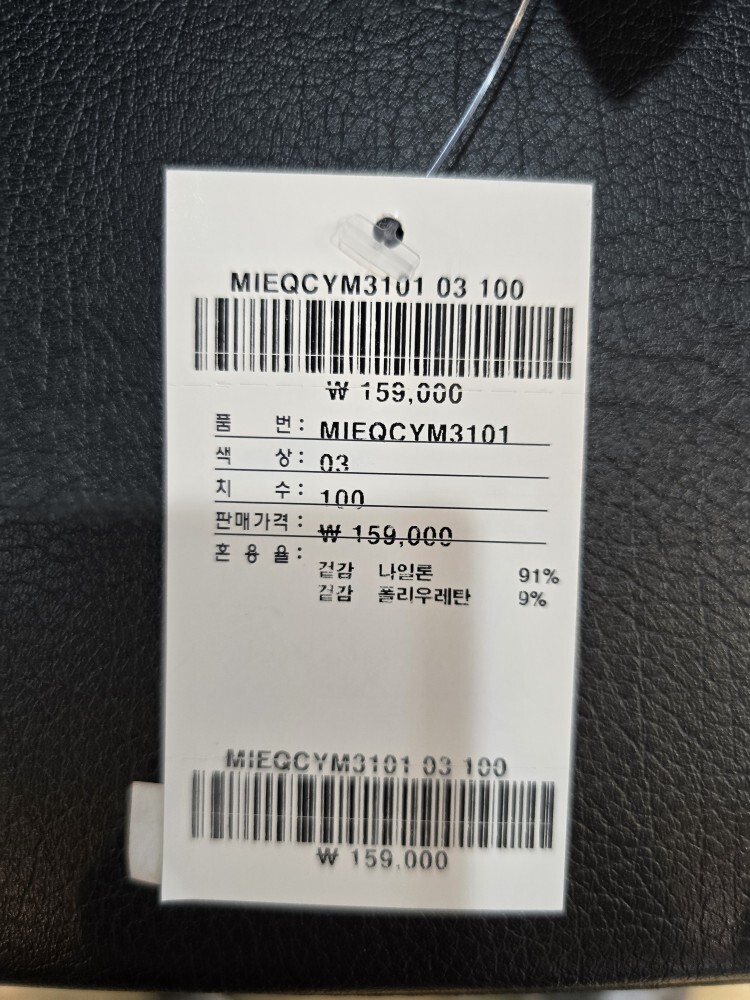 MIEQCYM3101 03 100
₩ 159,000
품 번 : MIEQCYM3101
색 상 : 03
치 수 : 100
판매가격 : ₩ 159,000
혼 용 율 :
겉감 나일론 91%
겉감 폴리우레탄 9%
MIEQCYM3101 03 100
₩ 159,000